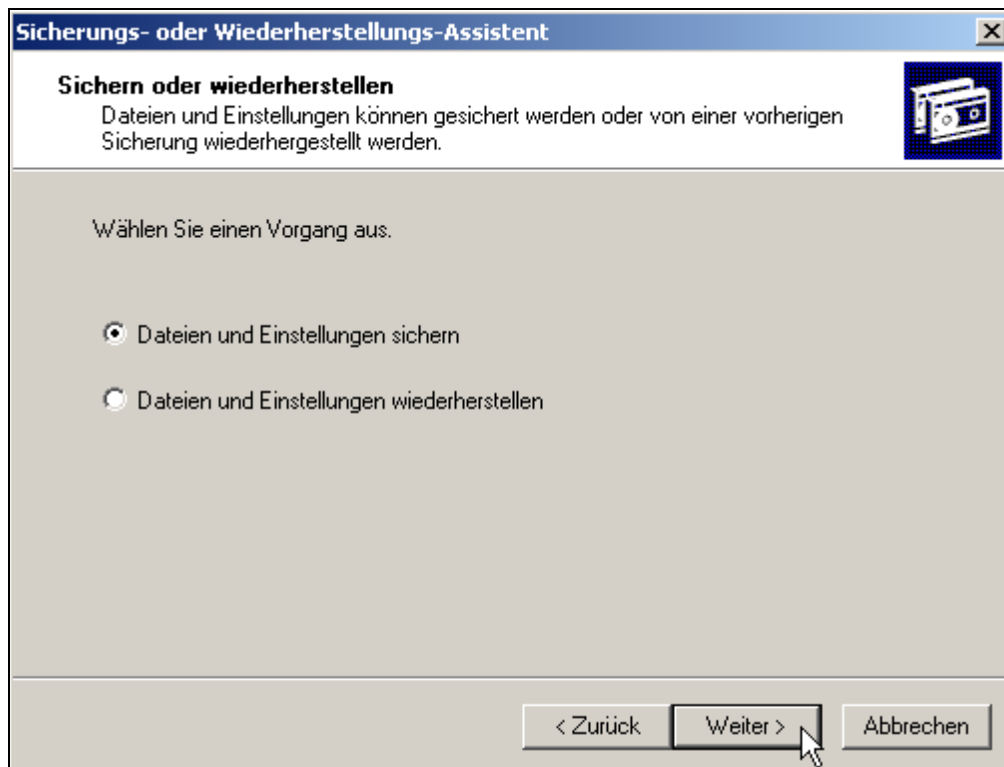 Sicherungs- oder Wiederherstellungs-Assistent
Sichern oder wiederherstellen
Dateien und Einstellungen können gesichert werden oder von einer vorherigen
Sicherung wiederhergestellt werden.
Wählen Sie einen Vorgang aus.
Dateien und Einstellungen sichern
Dateien und Einstellungen wiederherstellen
< Zurück Weiter > Abbrechen